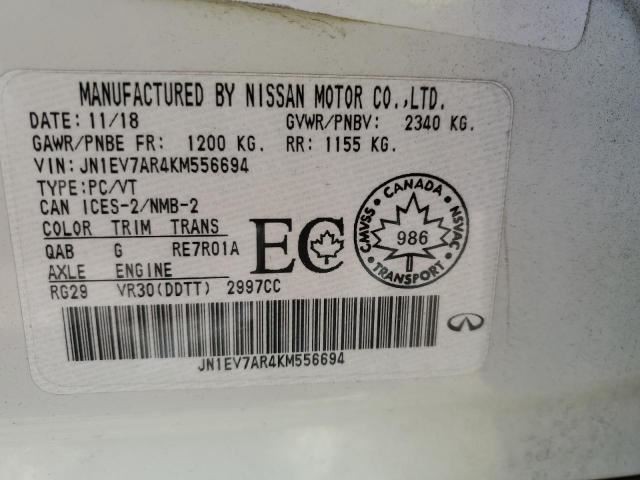 MANUFACTURED BY NISSAN MOTOR CO.,LTD.
DATE: 11/18 GVWR/PNBV: 2340 KG.
GAWR/PNBE FR: 1200 KG. RR: 1155 KG.
VIN: JN1EV7AR4KM556694
TYPE: PC/VT
CAN ICES-2/NMB-2
COLOR TRIM TRANS
QAB G RE7R01A
AXLE ENGINE
RG29 VR30(DDTT) 2997CC
EC
CANADA
CMVSS
NSVAC
986
TRANSPORT
JN1EV7AR4KM556694